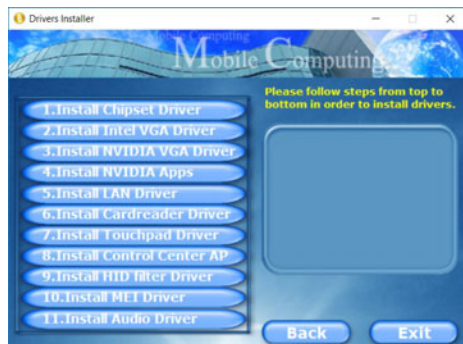 Drivers Installer
Mobile Computing
Mobile Computing
Please follow steps from top to
bottom in order to install drivers.
1.Install Chipset Driver
2.Install Intel VGA Driver
3.Install NVIDIA VGA Driver
4.Install NVIDIA Apps
5.Install LAN Driver
6.Install Cardreader Driver
7.Install Touchpad Driver
8.Install Control Center AP
9.Install HID filter Driver
10.Install MEI Driver
11.Install Audio Driver
Back
Exit